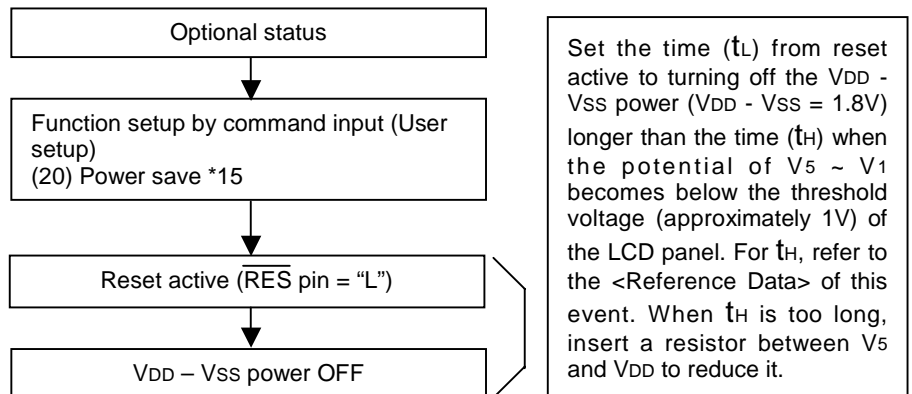 Optional status
Function setup by command input (User
setup)
(20) Power save *15
Reset active (RES pin = “L”)
VDD – VSS power OFF
Set the time (tL) from reset
active to turning off the VDD -
VSS power (VDD - VSS = 1.8V)
longer than the time (tH) when
the potential of V5 ~ V1
becomes below the threshold
voltage (approximately 1V) of
the LCD panel. For tH, refer to
the <Reference Data> of this
event. When tH is too long,
insert a resistor between V5
and VDD to reduce it.